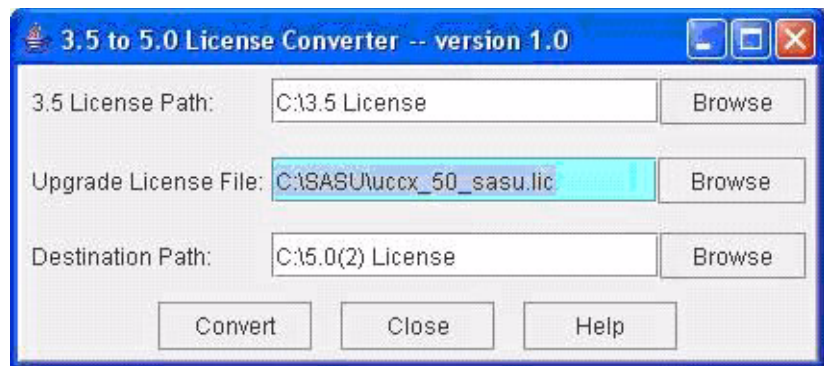 3.5 to 5.0 License Converter -- version 1.0
3.5 License Path: C:\3.5 License Browse
Upgrade License File: C:\SASU\uccx_50_sasu.lic Browse
Destination Path: C:\5.0(2) License Browse
Convert Close Help